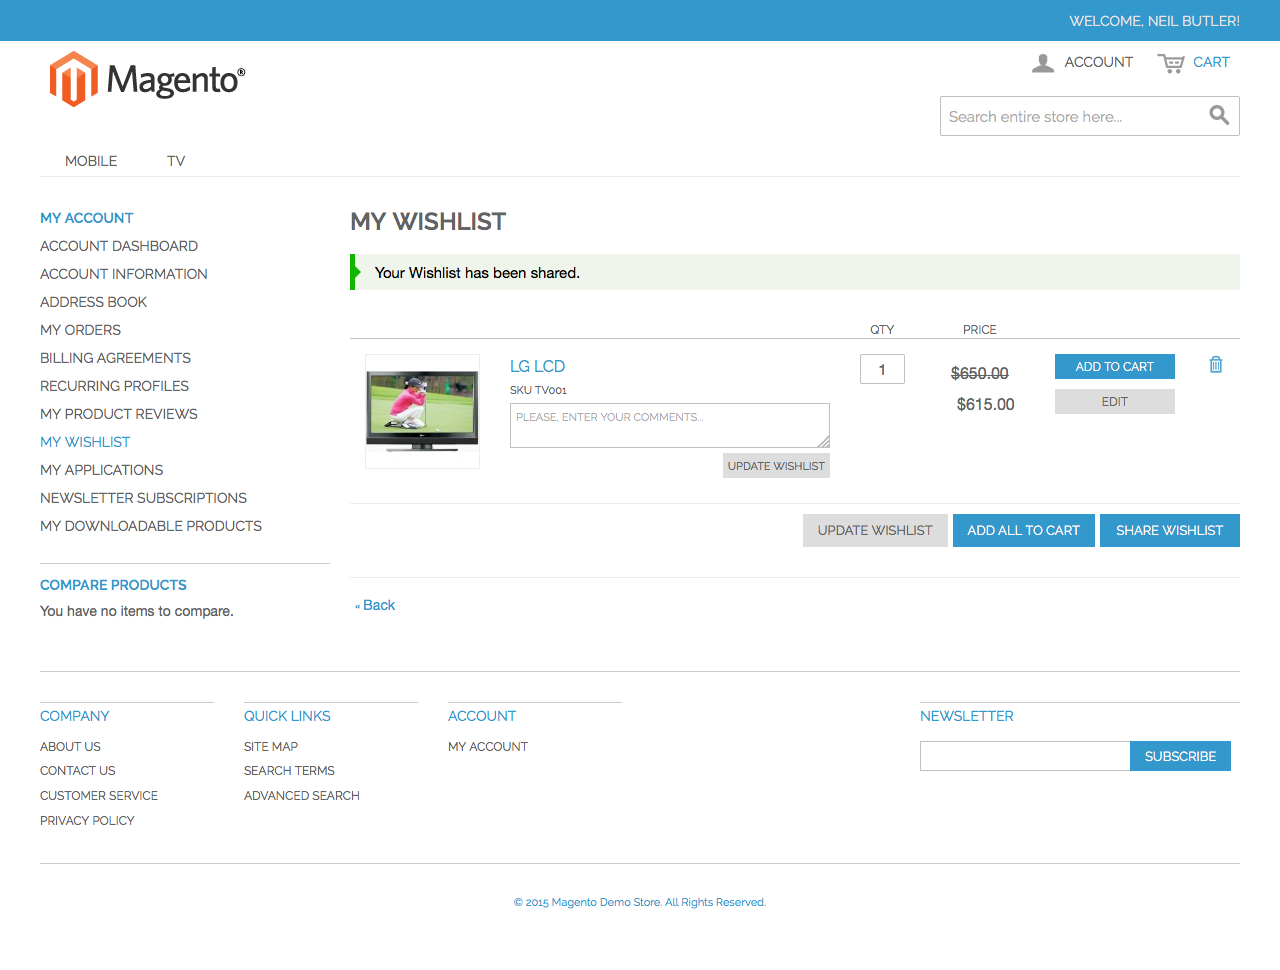 WELCOME, NEIL BUTLER!
Magento®
ACCOUNT
CART
Search entire store here...
MOBILE
TV
MY ACCOUNT
ACCOUNT DASHBOARD
ACCOUNT INFORMATION
ADDRESS BOOK
MY ORDERS
BILLING AGREEMENTS
RECURRING PROFILES
MY PRODUCT REVIEWS
MY WISHLIST
MY APPLICATIONS
NEWSLETTER SUBSCRIPTIONS
MY DOWNLOADABLE PRODUCTS
COMPARE PRODUCTS
You have no items to compare.
MY WISHLIST
Your Wishlist has been shared.
QTY PRICE
LG LCD
SKU TV001
PLEASE, ENTER YOUR COMMENTS...
UPDATE WISHLIST
1
$650.00
$615.00
ADD TO CART
EDIT
UPDATE WISHLIST ADD ALL TO CART SHARE WISHLIST
« Back
COMPANY
ABOUT US
CONTACT US
CUSTOMER SERVICE
PRIVACY POLICY
QUICK LINKS
SITE MAP
SEARCH TERMS
ADVANCED SEARCH
ACCOUNT
MY ACCOUNT
NEWSLETTER
SUBSCRIBE
© 2015 Magento Demo Store. All Rights Reserved.